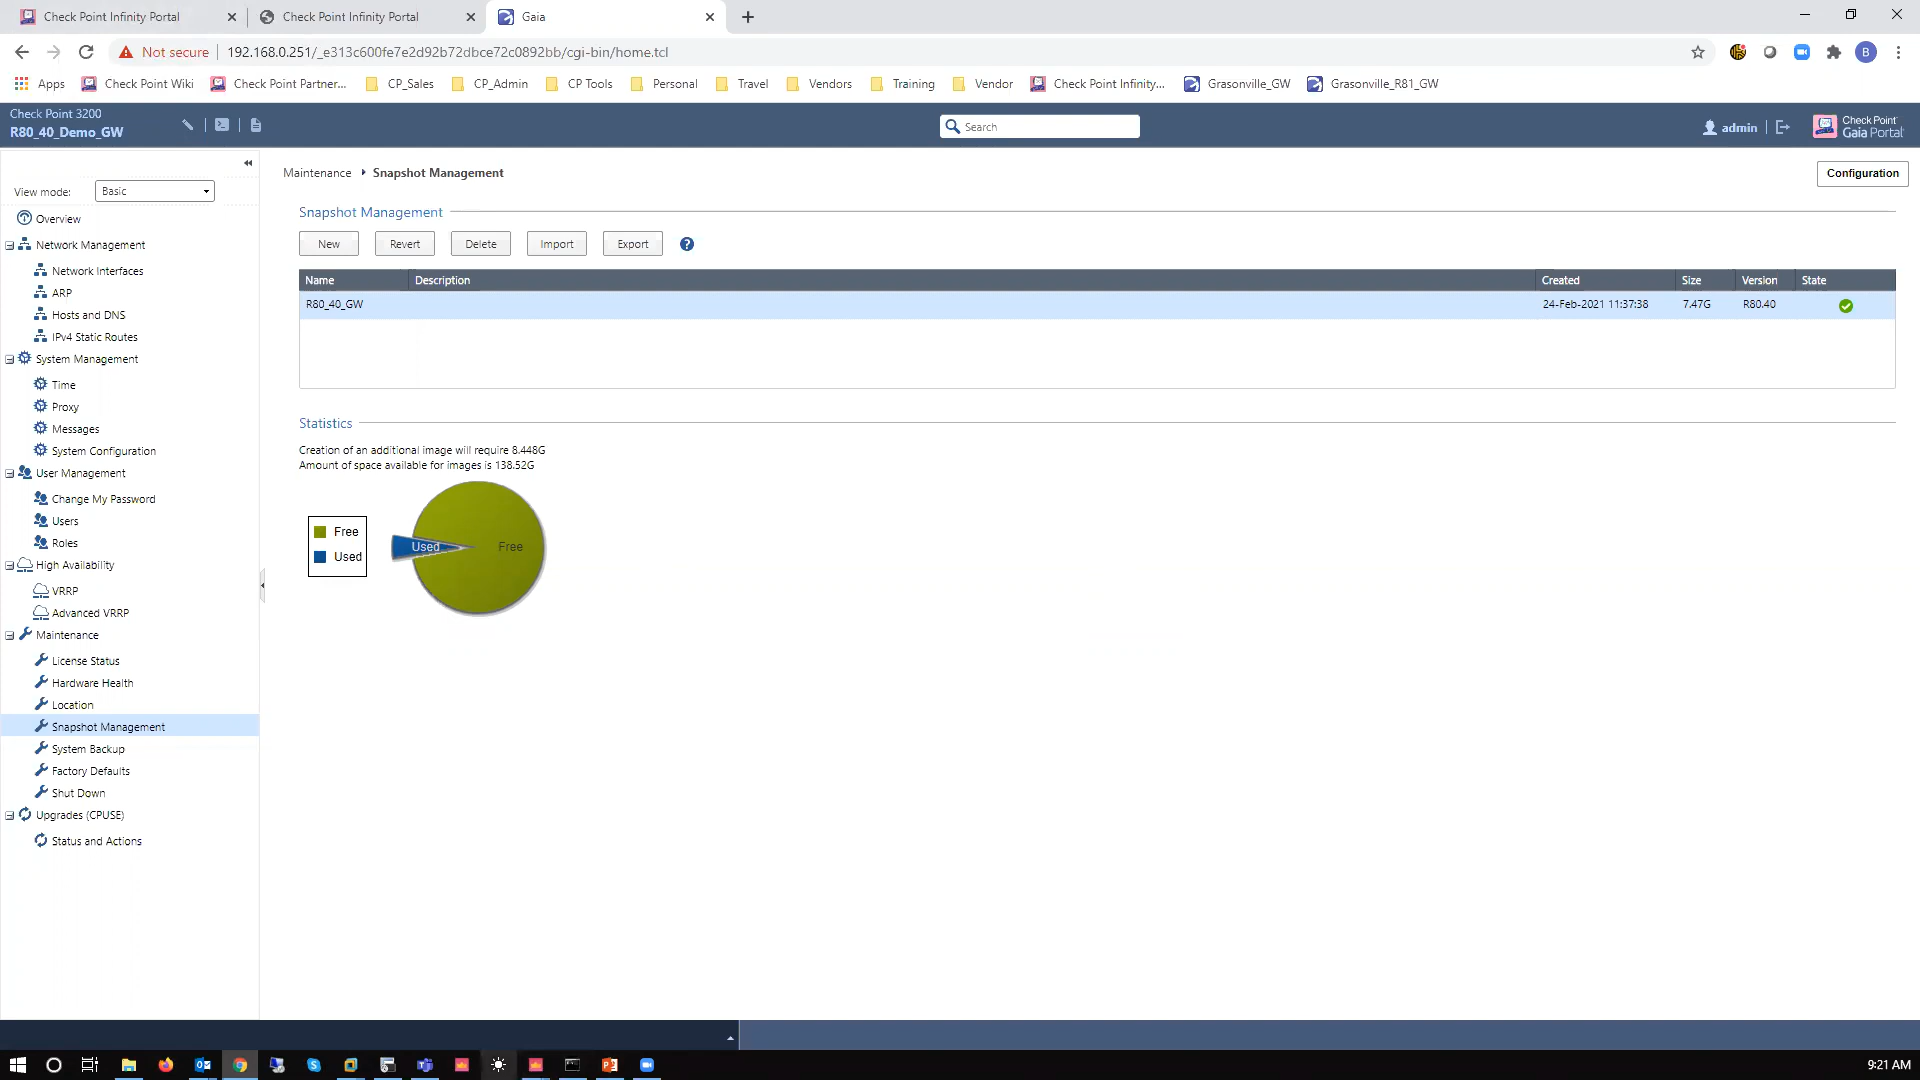 Check Point Infinity Portal
Check Point Infinity Portal
Gaia
Not secure
192.168.0.251/_e313c600fe7e2d92b72dbce72c0892bb/cgi-bin/home.tcl
B
Apps
Check Point Wiki
Check Point Partner...
CP_Sales
CP_Admin
CP Tools
Personal
Travel
Vendors
Training
Vendor
Check Point Infinity...
Grasonville_GW
Grasonville_R81_GW
Check Point 3200
R80_40_Demo_GW
Search
admin
Check Point
Gaia Portal
View mode:
Basic
Overview
Network Management
Network Interfaces
ARP
Hosts and DNS
IPv4 Static Routes
System Management
Time
Proxy
Messages
System Configuration
User Management
Change My Password
Users
Roles
High Availability
VRRP
Advanced VRRP
Maintenance
License Status
Hardware Health
Location
Snapshot Management
System Backup
Factory Defaults
Shut Down
Upgrades (CPUSE)
Status and Actions
Maintenance
Snapshot Management
Configuration
Snapshot Management
New
Revert
Delete
Import
Export
?
Name
Description
Created
Size
Version
State
R80_40_GW
24-Feb-2021 11:37:38
7.47G
R80.40
Statistics
Creation of an additional image will require 8.448G
Amount of space available for images is 138.52G
Free
Used
Used
Free
9:21 AM